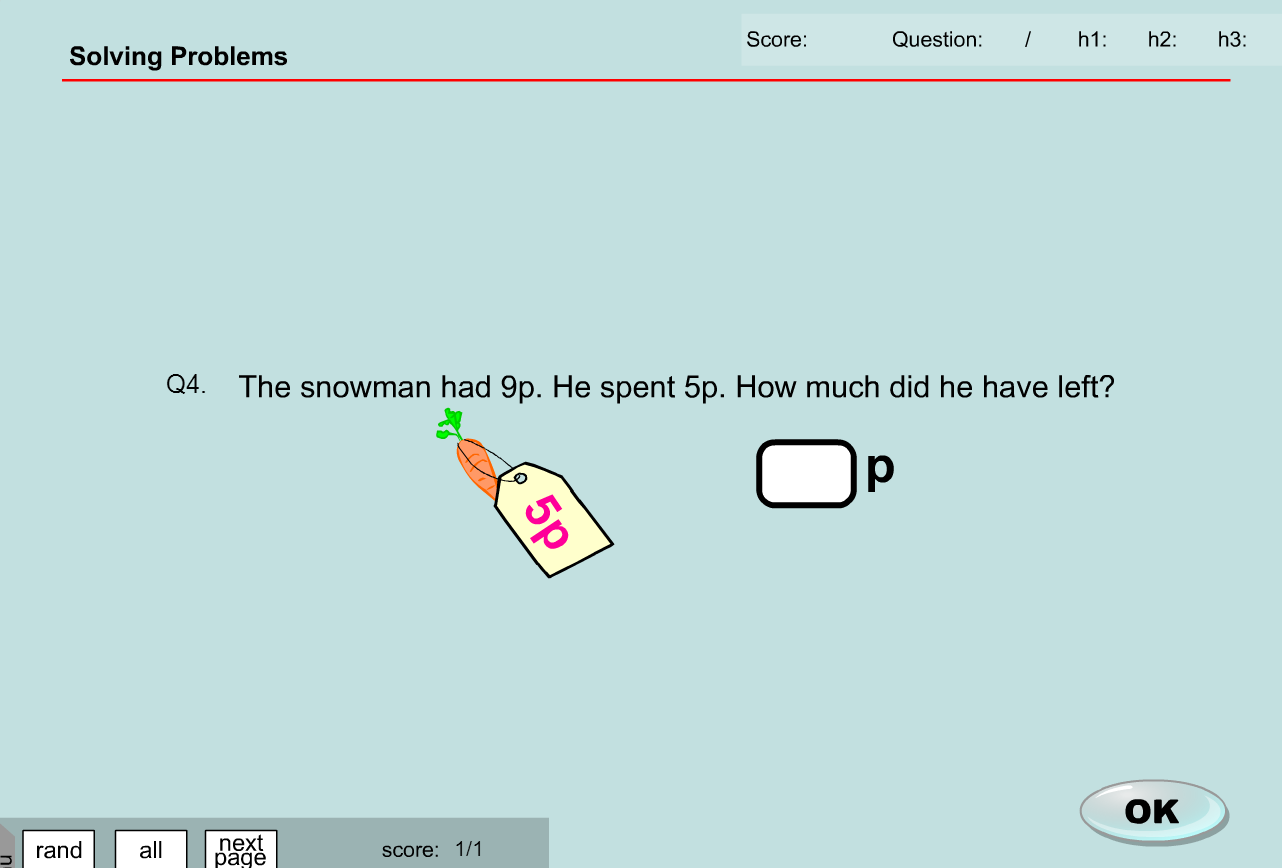 Solving Problems
Score: Question: / h1: h2: h3:
Q4. The snowman had 9p. He spent 5p. How much did he have left?
p
5p
OK
rand all next page score: 1/1